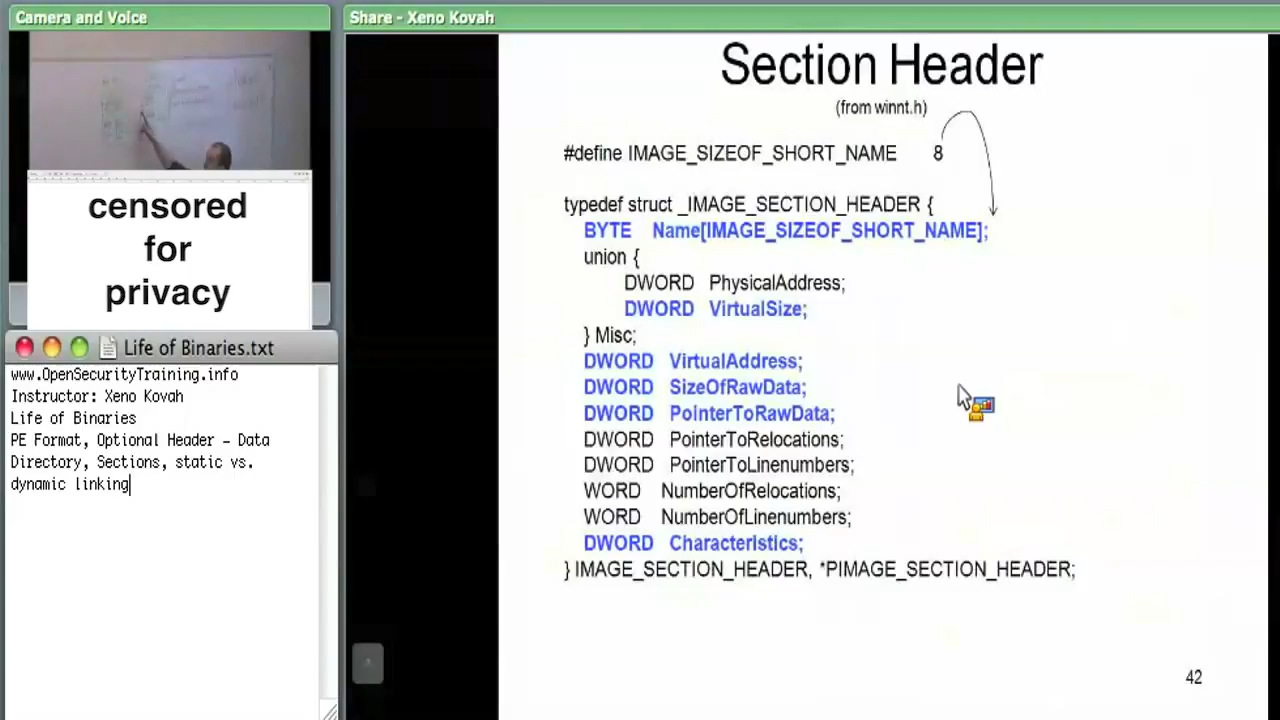 Camera and Voice
censored
for
privacy
Life of Binaries.txt
www.OpenSecurityTraining.info
Instructor: Xeno Kovah
Life of Binaries
PE Format, Optional Header – Data
Directory, Sections, static vs.
dynamic linking
Share - Xeno Kovah
Section Header
(from winnt.h)
#define IMAGE_SIZEOF_SHORT_NAME 8
typedef struct _IMAGE_SECTION_HEADER {
BYTE Name[IMAGE_SIZEOF_SHORT_NAME];
union {
DWORD PhysicalAddress;
DWORD VirtualSize;
} Misc;
DWORD VirtualAddress;
DWORD SizeOfRawData;
DWORD PointerToRawData;
DWORD PointerToRelocations;
DWORD PointerToLinenumbers;
WORD NumberOfRelocations;
WORD NumberOfLinenumbers;
DWORD Characteristics;
} IMAGE_SECTION_HEADER, *PIMAGE_SECTION_HEADER;
42